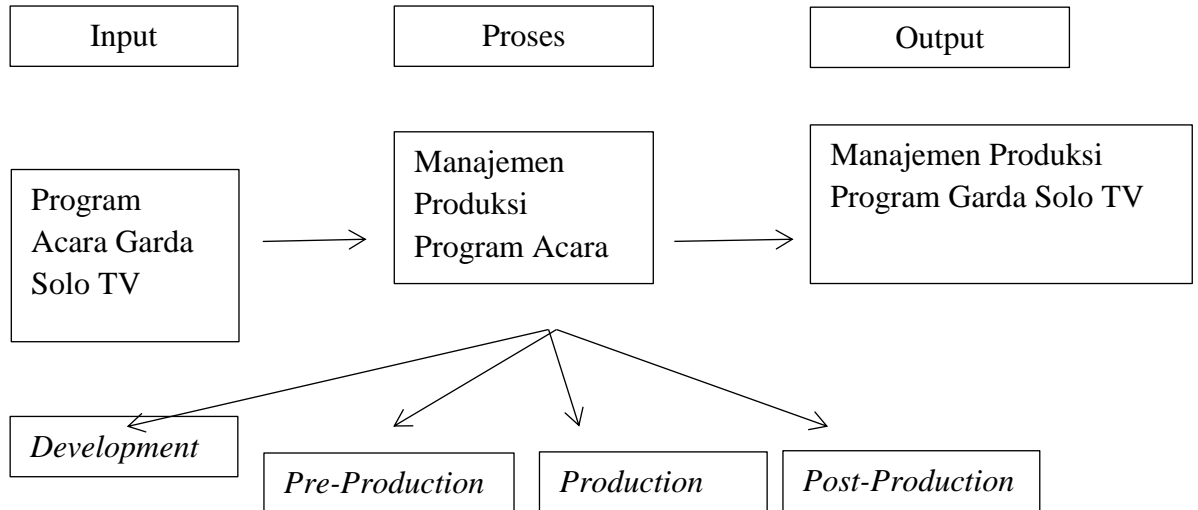 Input
Proses
Output
Program
Acara Garda
Solo TV
Manajemen
Produksi
Program Acara
Manajemen Produksi
Program Garda Solo TV
Development
Pre-Production
Production
Post-Production